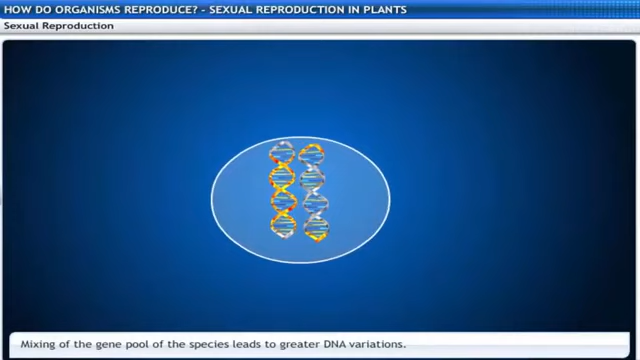 HOW DO ORGANISMS REPRODUCE? - SEXUAL REPRODUCTION IN PLANTS
Sexual Reproduction
Mixing of the gene pool of the species leads to greater DNA variations.